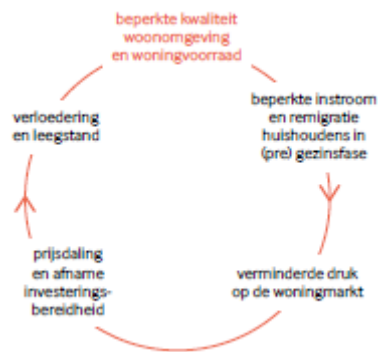 beperkte kwaliteit
woonomgeving
en woningvoorraad
beperkte instroom
en remigratie
huishoudens in
(pre) gezinsfase
verminderde druk
op de woningmarkt
prijsdaling
en afname
investerings-
bereidheid
verloedering
en leegstand